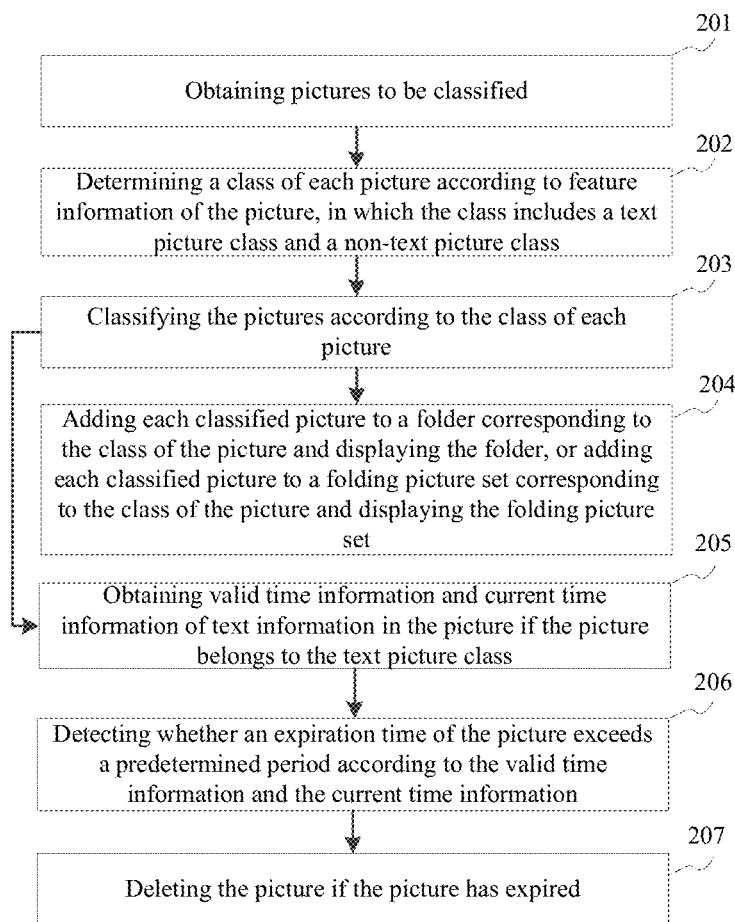 201
Obtaining pictures to be classified
202
Determining a class of each picture according to feature
information of the picture, in which the class includes a text
picture class and a non-text picture class
203
Classifying the pictures according to the class of each
picture
204
Adding each classified picture to a folder corresponding to
the class of the picture and displaying the folder, or adding
each classified picture to a folding picture set corresponding
to the class of the picture and displaying the folding picture
set
205
Obtaining valid time information and current time
information of text information in the picture if the picture
belongs to the text picture class
206
Detecting whether an expiration time of the picture exceeds
a predetermined period according to the valid time
information and the current time information
207
Deleting the picture if the picture has expired